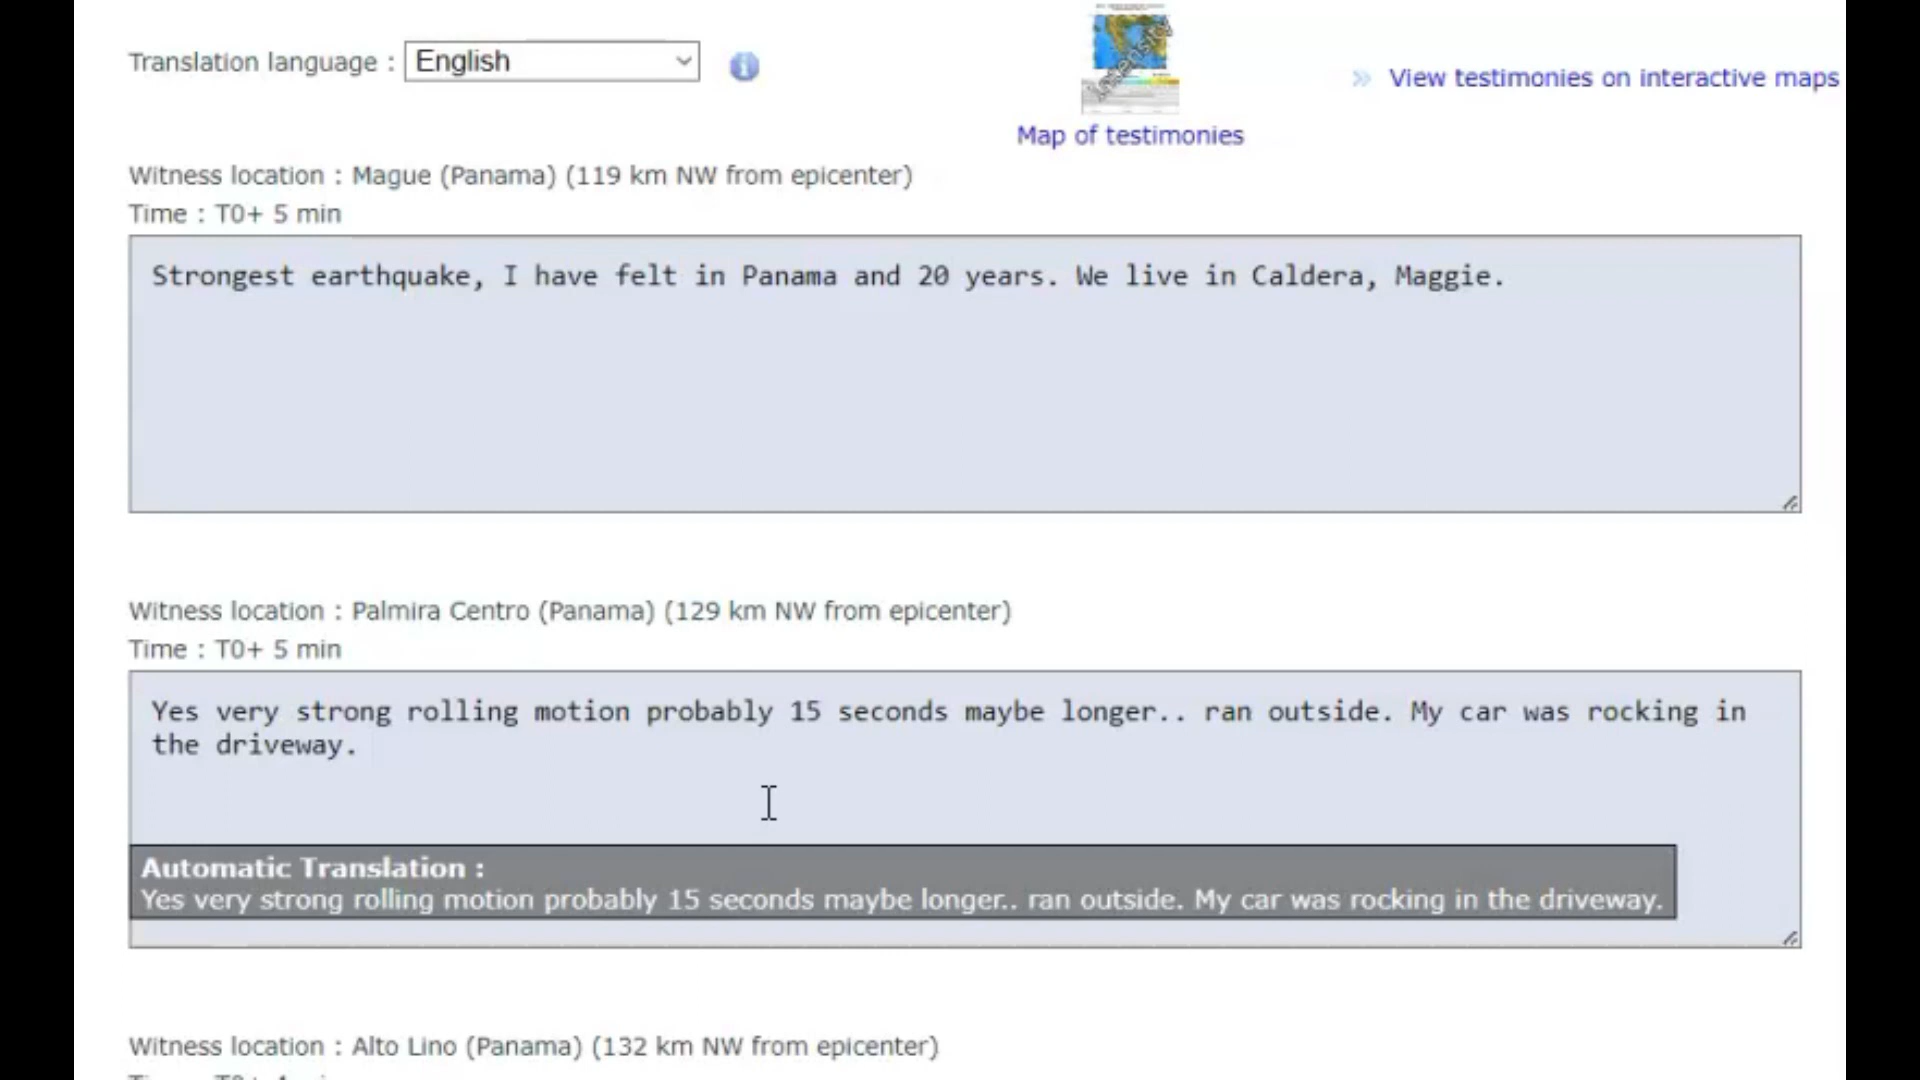 Translation language : English
View testimonies on interactive maps
Intensity
Map of testimonies
Witness location : Mague (Panama) (119 km NW from epicenter)
Time : T0+ 5 min
Strongest earthquake, I have felt in Panama and 20 years. We live in Caldera, Maggie.
Witness location : Palmira Centro (Panama) (129 km NW from epicenter)
Time : T0+ 5 min
Yes very strong rolling motion probably 15 seconds maybe longer.. ran outside. My car was rocking in
the driveway.
Automatic Translation :
Yes very strong rolling motion probably 15 seconds maybe longer.. ran outside. My car was rocking in the driveway.
Witness location : Alto Lino (Panama) (132 km NW from epicenter)